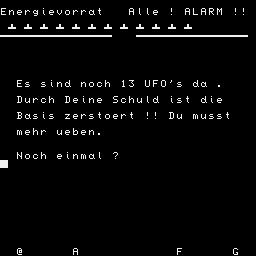 Energievorrat Alle ! ALARM !!
Es sind noch 13 UFO's da .
Durch Deine Schuld ist die
Basis zerstoert !! Du musst
mehr ueben.
Noch einmal ?
@ A F G